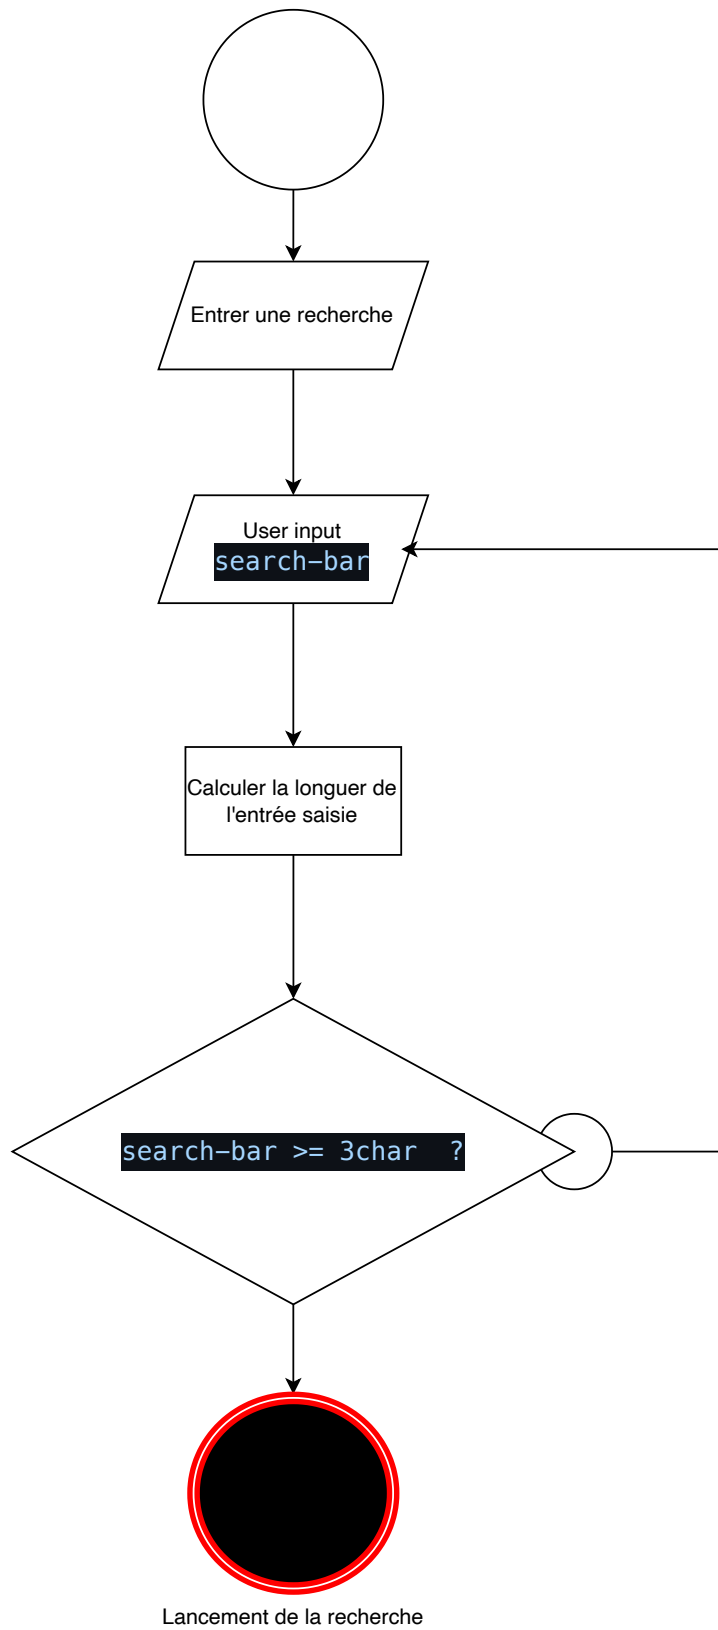 Entrer une recherche
User input
search-bar
Calculer la longuer de
l'entrée saisie
search-bar >= 3char  ?
Lancement de la recherche